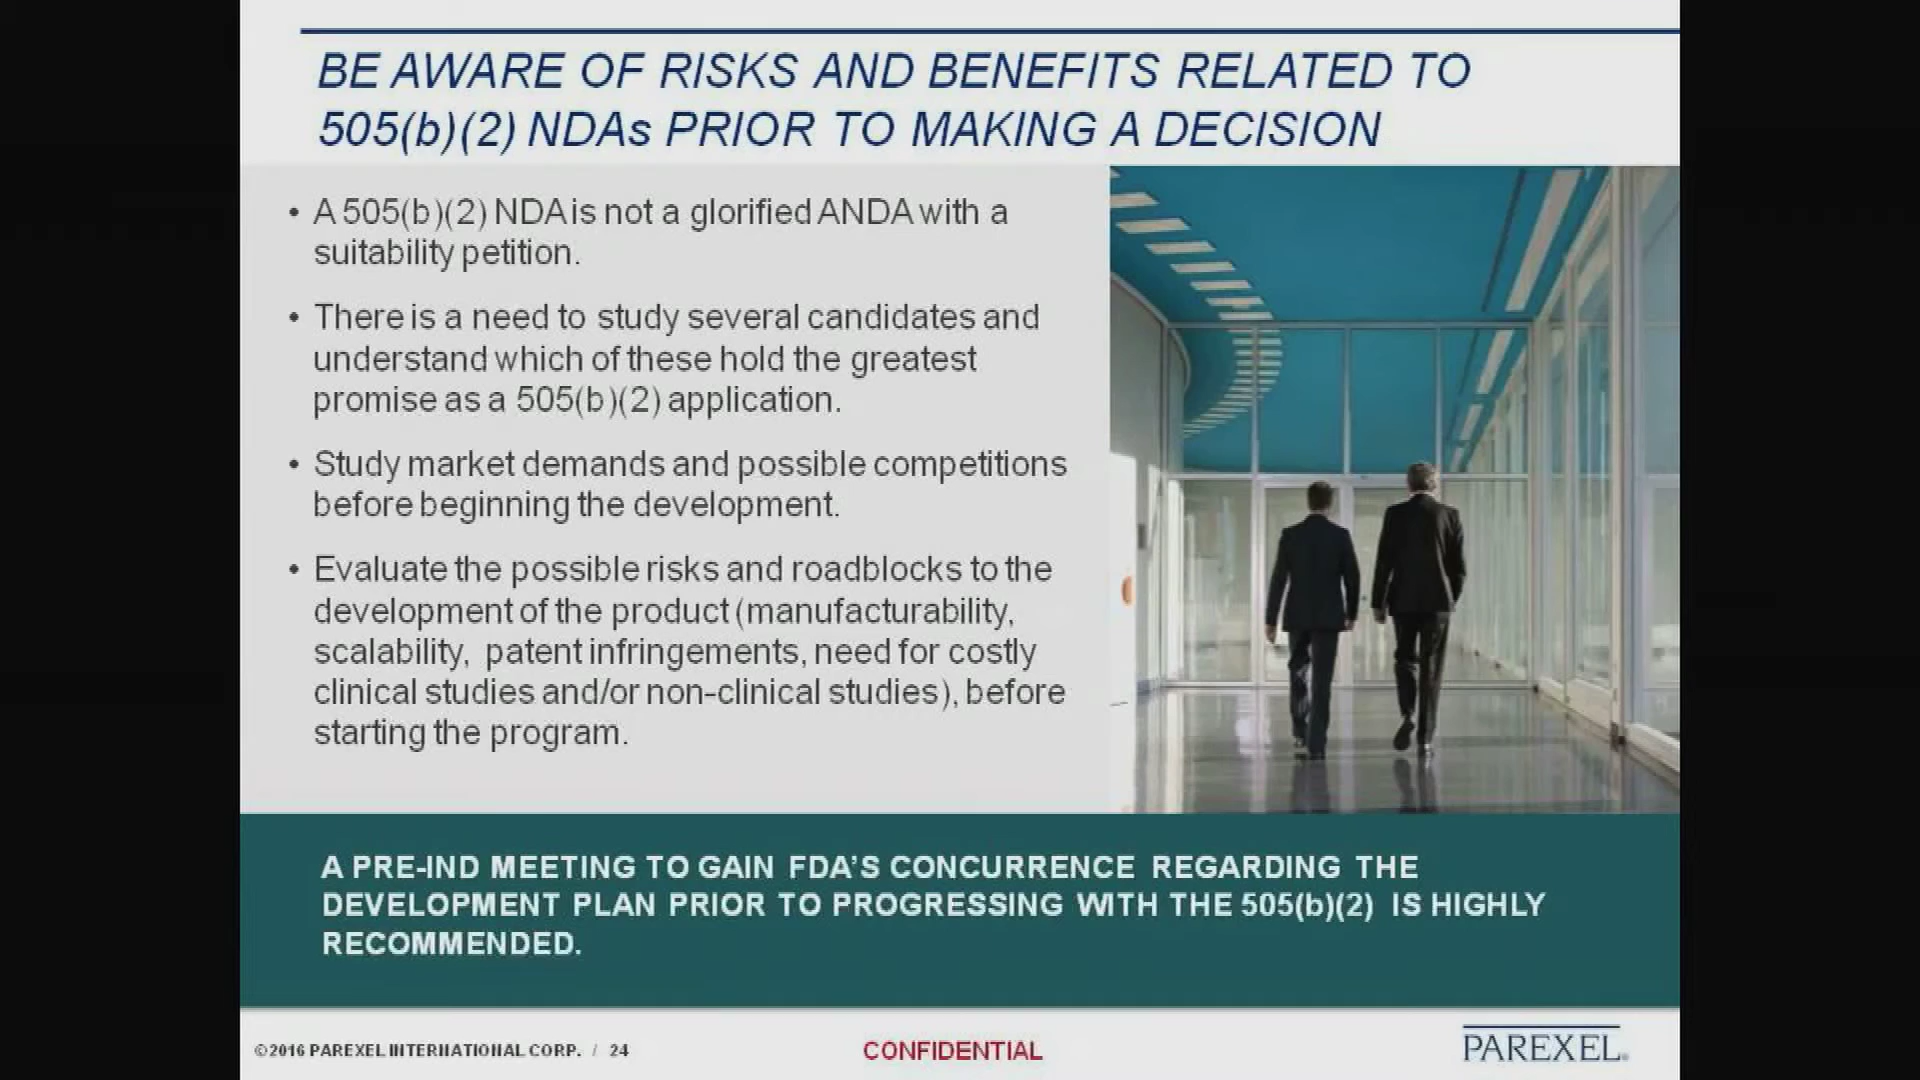 BE AWARE OF RISKS AND BENEFITS RELATED TO
505(b)(2) NDAs PRIOR TO MAKING A DECISION
• A 505(b)(2) NDA is not a glorified ANDA with a
suitability petition.
• There is a need to study several candidates and
understand which of these hold the greatest
promise as a 505(b)(2) application.
• Study market demands and possible competitions
before beginning the development.
• Evaluate the possible risks and roadblocks to the
development of the product (manufacturability,
scalability, patent infringements, need for costly
clinical studies and/or non-clinical studies), before
starting the program.
A PRE-IND MEETING TO GAIN FDA'S CONCURRENCE REGARDING THE
DEVELOPMENT PLAN PRIOR TO PROGRESSING WITH THE 505(b)(2) IS HIGHLY
RECOMMENDED.
©2016 PAREXEL INTERNATIONAL CORP. / 24
CONFIDENTIAL
PAREXEL®